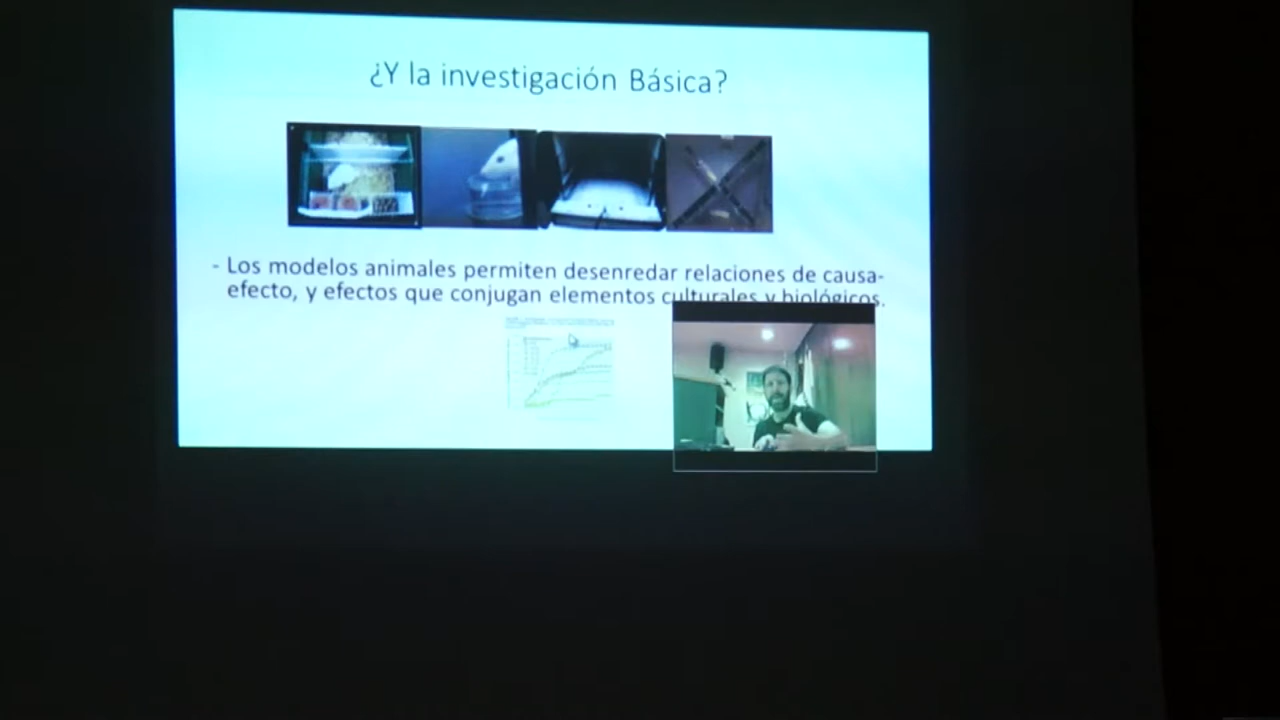 ¿Y la investigación Básica?
- Los modelos animales permiten desenredar relaciones de causa-
efecto, y efectos que conjugan elementos culturales y biológicos.